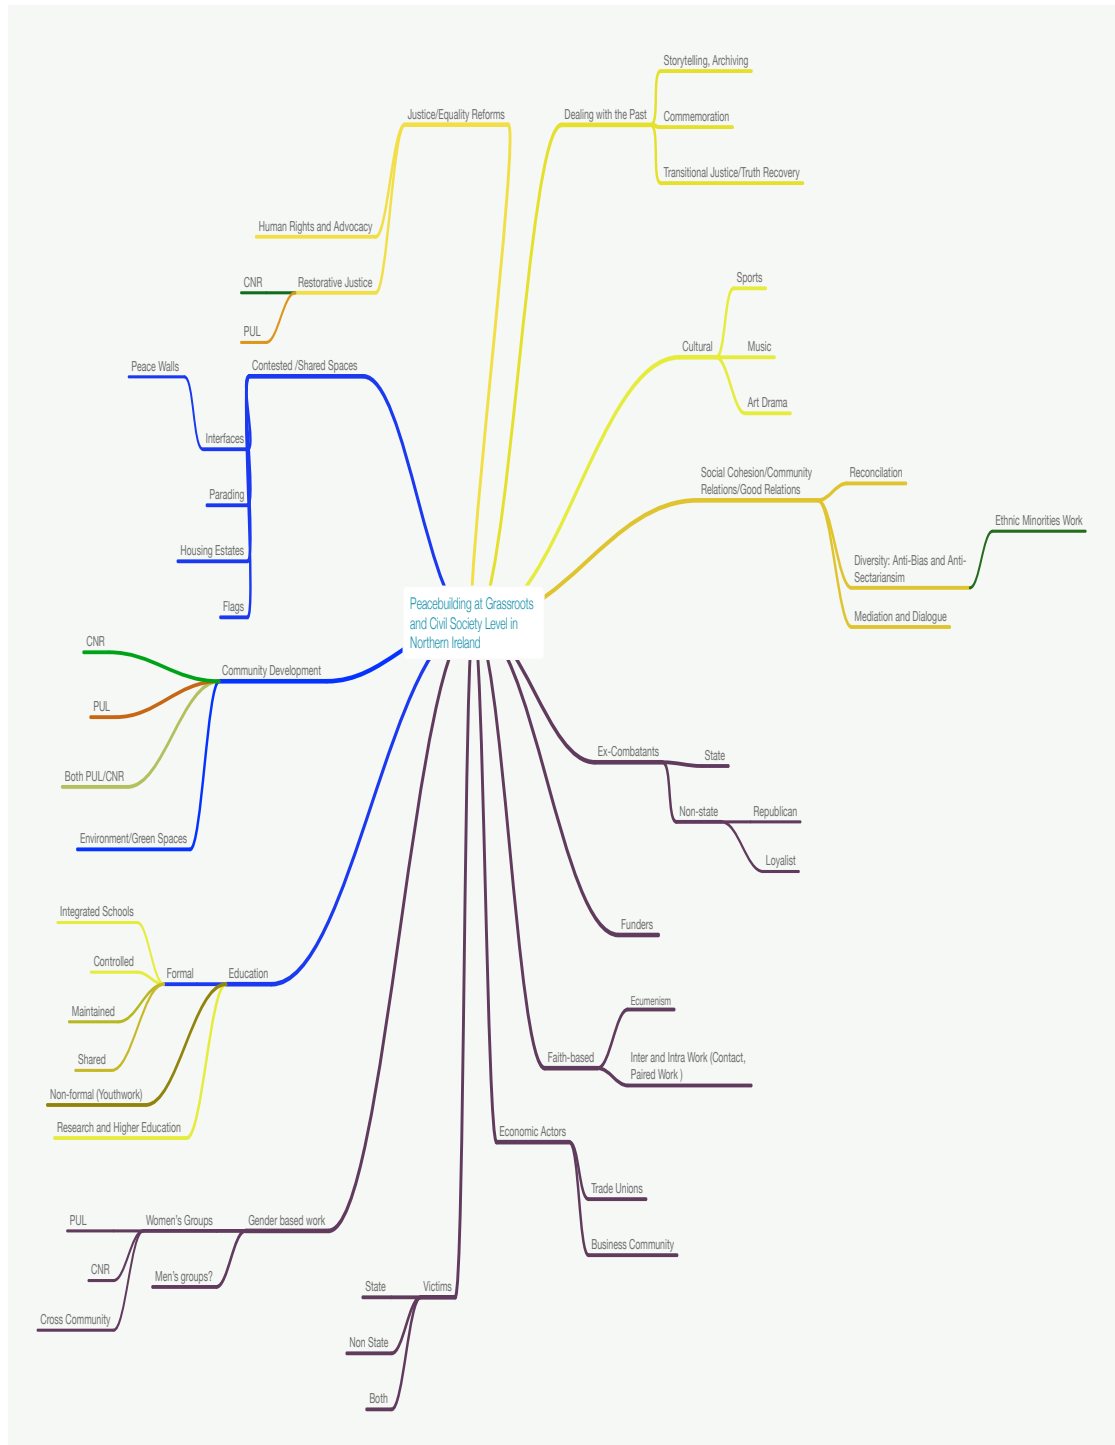 Storytelling, Archiving
Justice/Equality Reforms
Dealing with the Past
Commemoration
Transitional Justice/Truth Recovery
Human Rights and Advocacy
CNR
Restorative Justice
PUL
Sports
Cultural
Music
Art Drama
Peace Walls
Contested /Shared Spaces
Interfaces
Parading
Housing Estates
Flags
Social Cohesion/Community
Relations/Good Relations
Reconcilation
Ethnic Minorities Work
Diversity: Anti-Bias and Anti-
Sectariansim
Mediation and Dialogue
Peacebuilding at Grassroots
and Civil Society Level in
Northern Ireland
CNR
Community Development
PUL
Both PUL/CNR
Environment/Green Spaces
Ex-Combatants
State
Non-state
Republican
Loyalist
Funders
Integrated Schools
Controlled
Formal
Education
Maintained
Shared
Non-formal (Youthwork)
Research and Higher Education
Ecumenism
Faith-based
Inter and Intra Work (Contact,
Paired Work )
Economic Actors
Trade Unions
Business Community
PUL
Women's Groups
Gender based work
CNR
Men's groups?
Cross Community
State
Victims
Non State
Both